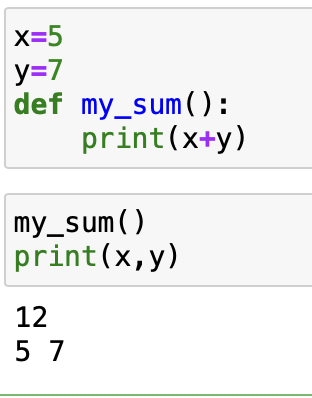 x=5
y=7
def my_sum():
    print(x+y)
my_sum()
print(x,y)
12
5 7